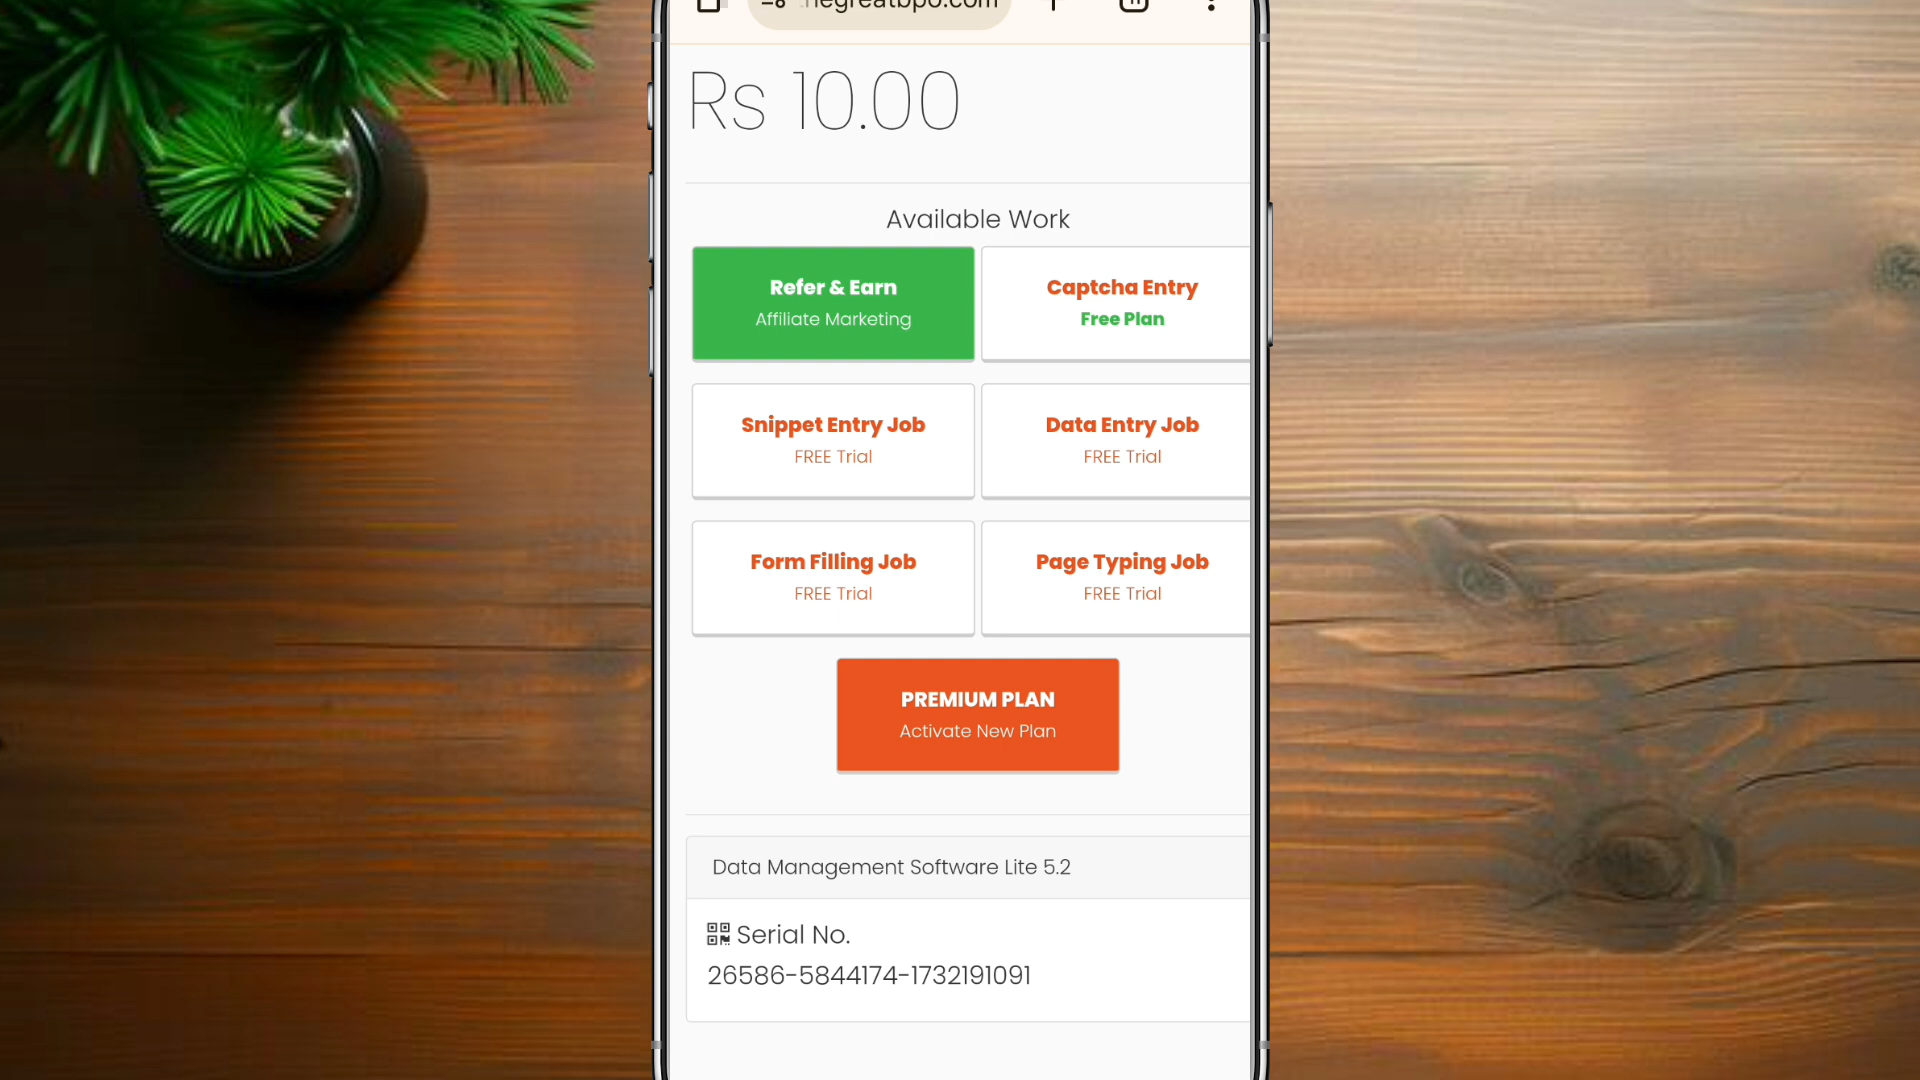 Rs 10.00
Available Work
Refer & Earn
Affiliate Marketing
Captcha Entry
Free Plan
Snippet Entry Job
FREE Trial
Data Entry Job
FREE Trial
Form Filling Job
FREE Trial
Page Typing Job
FREE Trial
PREMIUM PLAN
Activate New Plan
Data Management Software Lite 5.2
Serial No.
26586-5844174-1732191091